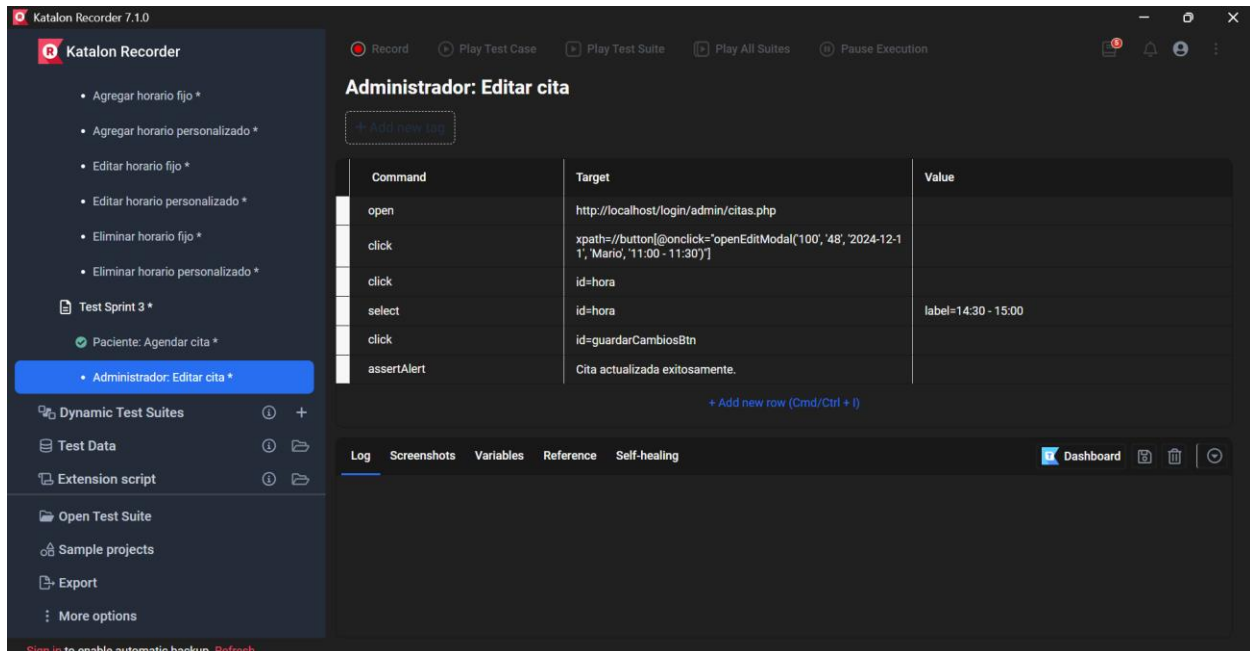 Katalon Recorder 7.1.0
Katalon Recorder
Agregar horario fijo *
Agregar horario personalizado *
Editar horario fijo *
Editar horario personalizado *
Eliminar horario fijo *
Eliminar horario personalizado *
Test Sprint 3 *
Paciente: Agendar cita *
Administrador: Editar cita *
Dynamic Test Suites
Test Data
Extension script
Open Test Suite
Sample projects
Export
More options
Sign in to enable automatic backup. Refresh
Record Play Test Case Play Test Suite Play All Suites Pause Execution
Administrador: Editar cita
+ Add new tag
Command Target Value
open http://localhost/login/admin/citas.php
click xpath=//button[@onclick="openEditModal('100', '48', '2024-12-1
1', 'Mario', '11:00 - 11:30')"]
click id=hora
select id=hora label=14:30 - 15:00
click id=guardarCambiosBtn
assertAlert Cita actualizada exitosamente.
+ Add new row (Cmd/Ctrl + I)
Log Screenshots Variables Reference Self-healing Dashboard